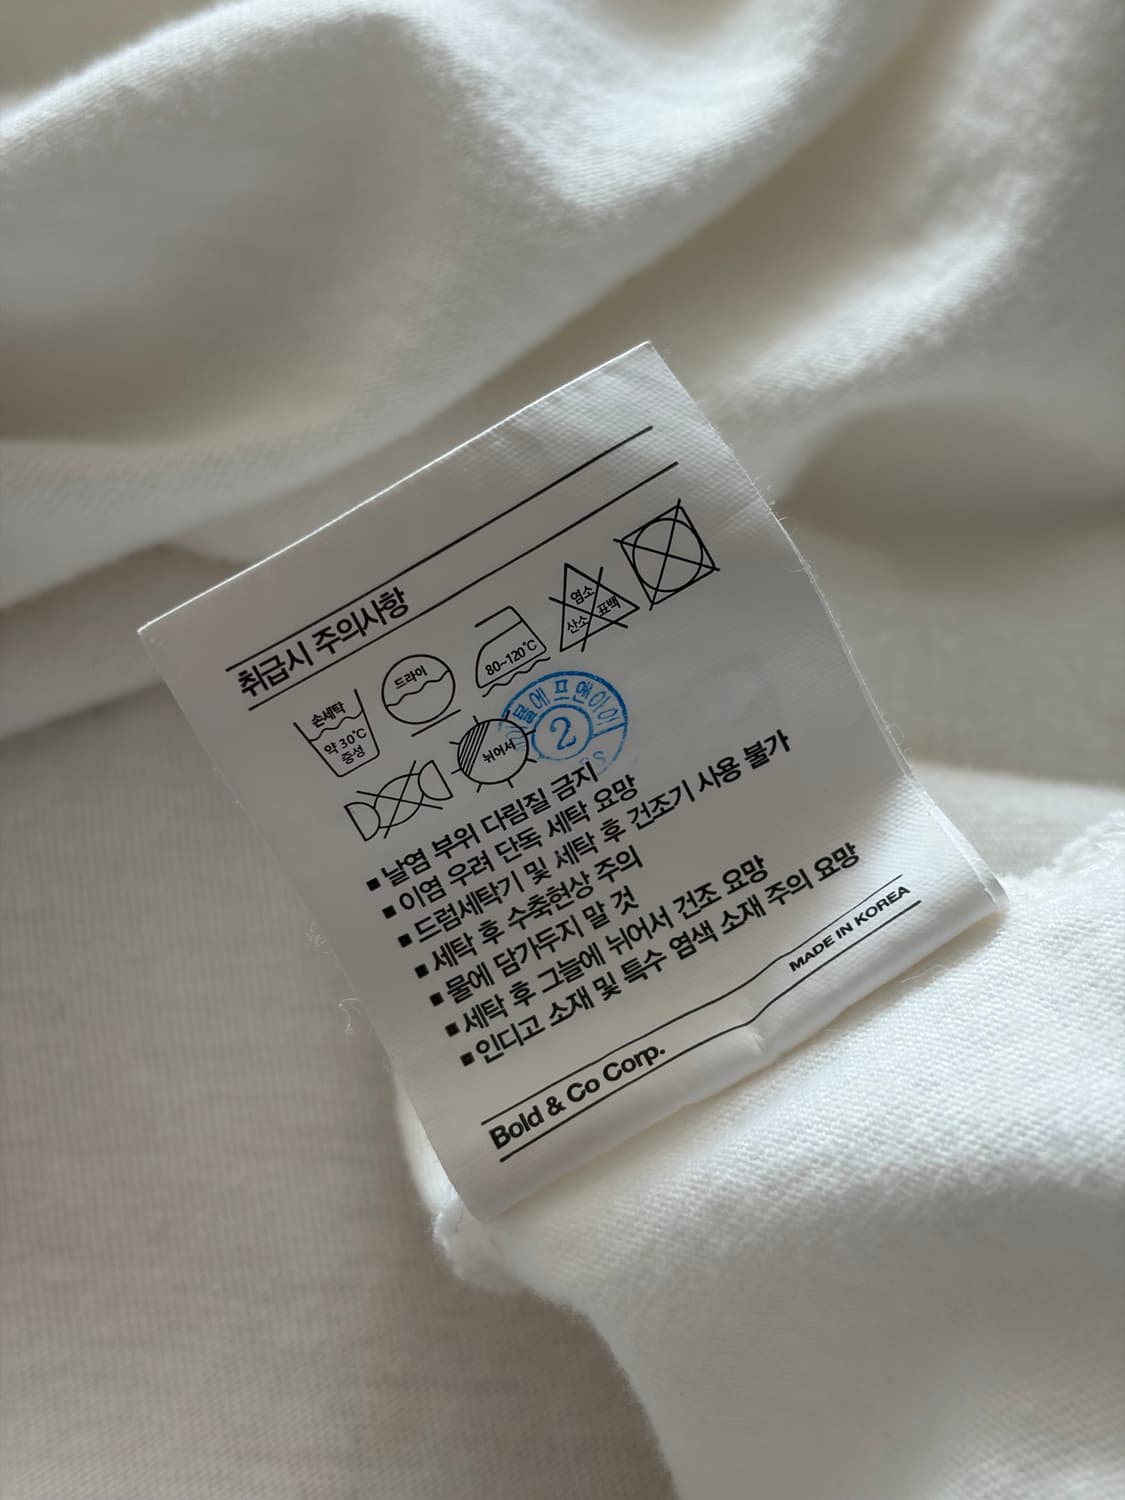 취급시 주의사항
손세탁
약 30℃
중성
드라이
80~120℃
염소
산소 표백
뉘어서
2
■ 날염 부위 다림질 금지
■ 이염 우려 단독 세탁 요망
■ 드럼세탁기 및 세탁 후 건조기 사용 불가
■ 세탁 후 수축현상 주의
■ 물에 담가두지 말 것
■ 세탁 후 그늘에 뉘어서 건조 요망
■ 인디고 소재 및 특수 염색 소재 주의 요망
Bold & Co Corp.
MADE IN KOREA